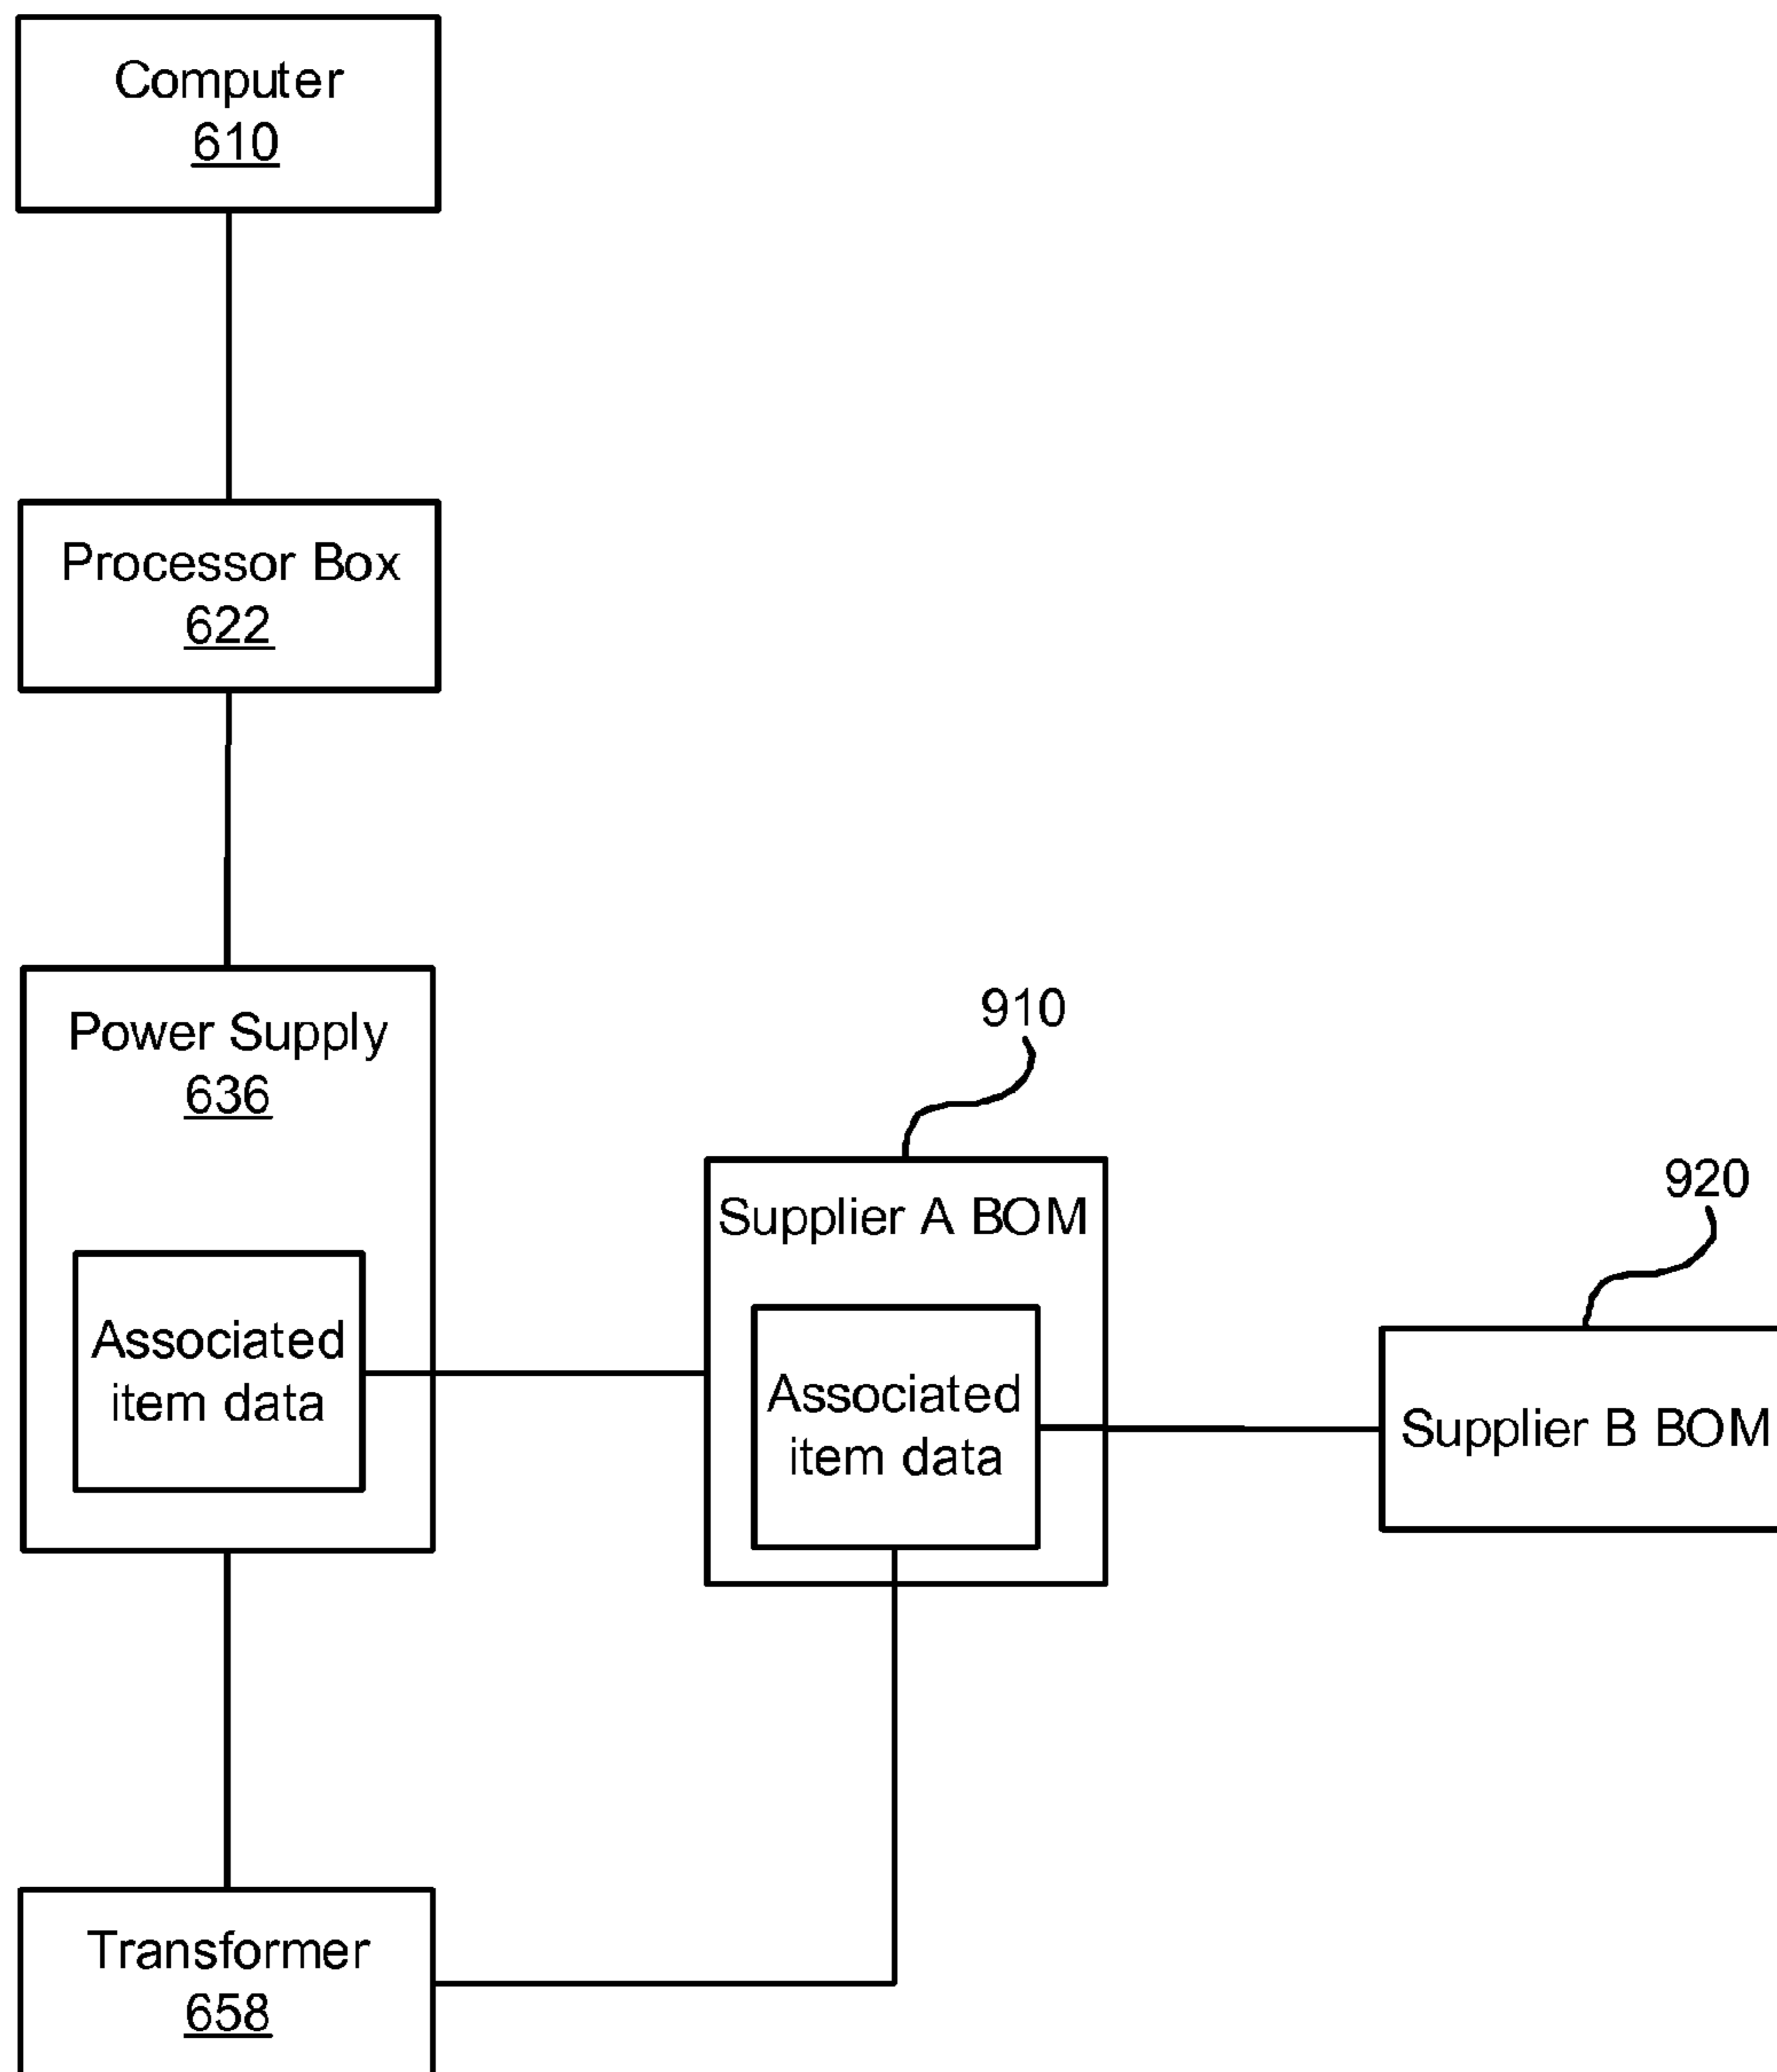 Computer
610
Processor Box
622
Power Supply
636
Associated
item data
910
Supplier A BOM
Associated
item data
920
Supplier B BOM
Transformer
658